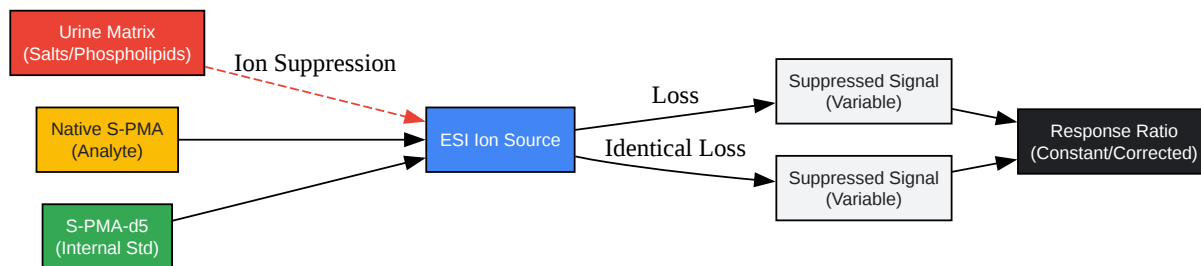 Urine Matrix
(Salts/Phospholipids)
Ion Suppression
Native S-PMA
(Analyte)
S-PMA-d5
(Internal Std)
ESI Ion Source
Loss
Identical Loss
Suppressed Signal
(Variable)
Suppressed Signal
(Variable)
Response Ratio
(Constant/Corrected)